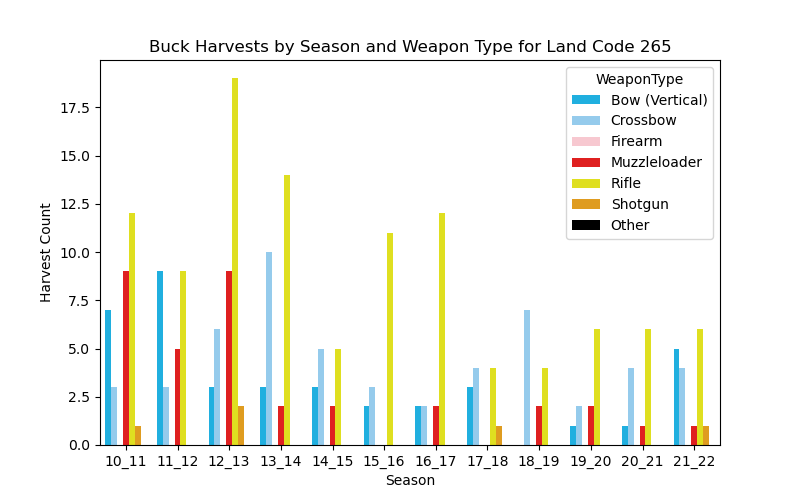 Buck Harvests by Season and Weapon Type for Land Code 265
WeaponType
Bow (Vertical)
Crossbow
Firearm
Muzzleloader
Rifle
Shotgun
Other
Harvest Count
17.5
15.0
12.5
10.0
7.5
5.0
2.5
0.0
10_11 11_12 12_13 13_14 14_15 15_16 16_17 17_18 18_19 19_20 20_21 21_22
Season